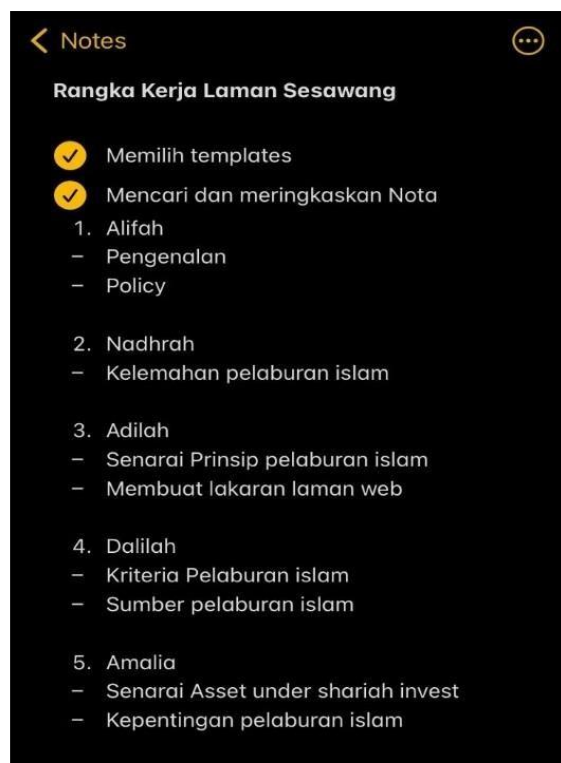 Notes
Rangka Kerja Laman Sesawang
Memilih templates
Mencari dan meringkaskan Nota
1. Alifah
– Pengenalan
– Policy
2. Nadhrah
– Kelemahan pelaburan islam
3. Adilah
– Senarai Prinsip pelaburan islam
– Membuat lakaran laman web
4. Dalilah
– Kriteria Pelaburan islam
– Sumber pelaburan islam
5. Amalia
– Senarai Asset under shariah invest
– Kepentingan pelaburan islam